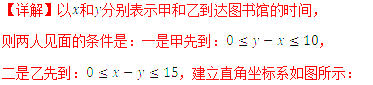 【详解】以x和y分别表示甲和乙到达图书馆的时间，
则两人见面的条件是：一是甲先到：0≤y−x≤10，
二是乙先到：0≤x−y≤15，建立直角坐标系如图所示：